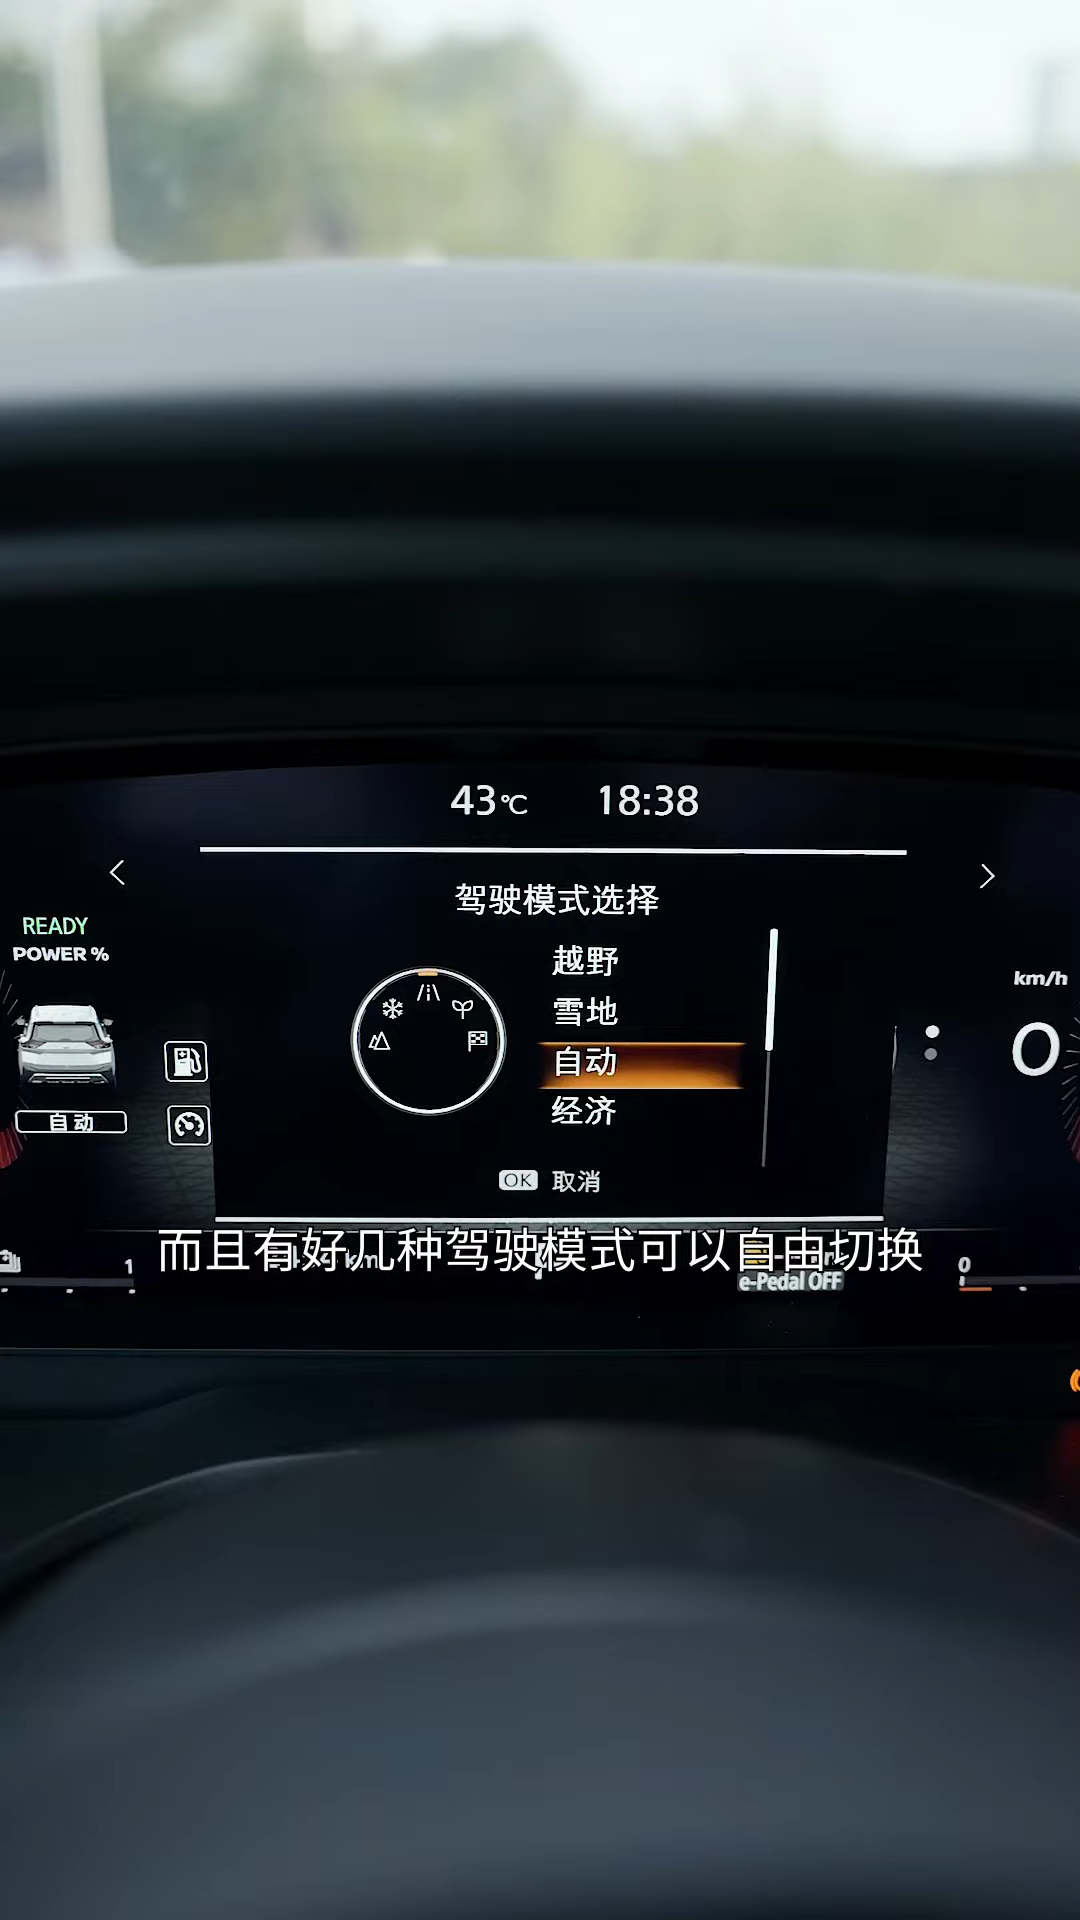 43℃ 18:38
驾驶模式选择
READY
POWER %
越野
雪地
自动
经济
km/h
0
自动
OK 取消
而且有好几种驾驶模式可以自由切换
1
0
e-Pedal OFF